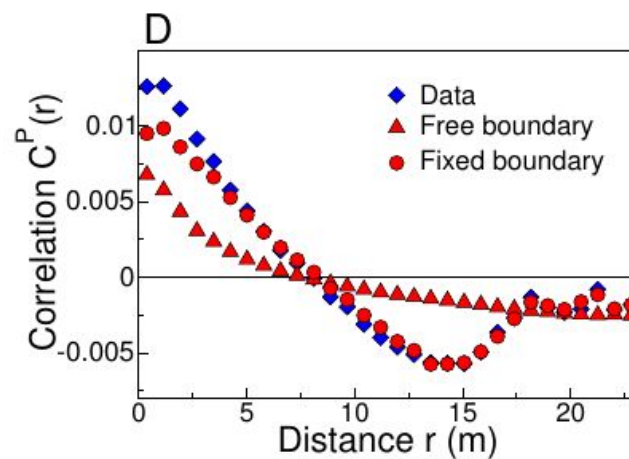 D
Correlation C^P (r)
0.01
0.005
0
-0.005
Data
Free boundary
Fixed boundary
0 5 10 15 20
Distance r (m)